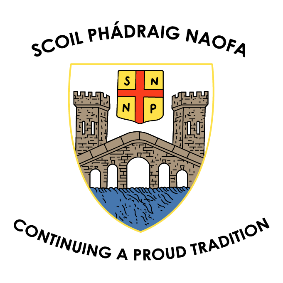 SCOIL PHÁDRAIG NAOFA
S N
N P
CONTINUING A PROUD TRADITION